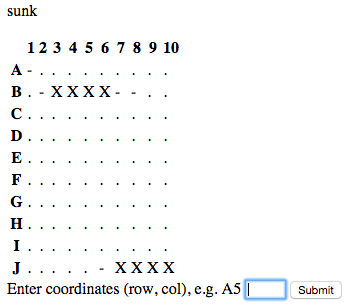 sunk
1 2 3 4 5 6 7 8 9 10
A - . . . . . . . . .
B . - X X X X - - . .
C . . . . . . . . . .
D . . . . . . . . . .
E . . . . . . . . . .
F . . . . . . . . . .
G . . . . . . . . . .
H . . . . . . . . . .
I . . . . . . . . . .
J . . . . . - X X X X
Enter coordinates (row, col), e.g. A5 Submit